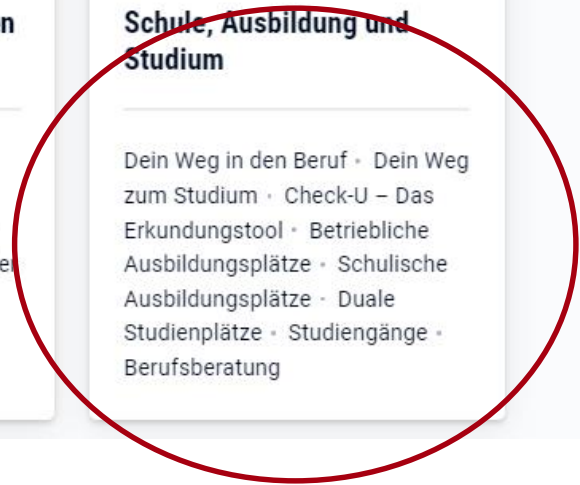 n
Schule, Ausbildung und
Studium
Dein Weg in den Beruf · Dein Weg
zum Studium · Check-U – Das
Erkundungstool · Betriebliche
er
Ausbildungsplätze · Schulische
Ausbildungsplätze · Duale
Studienplätze · Studiengänge ·
Berufsberatung